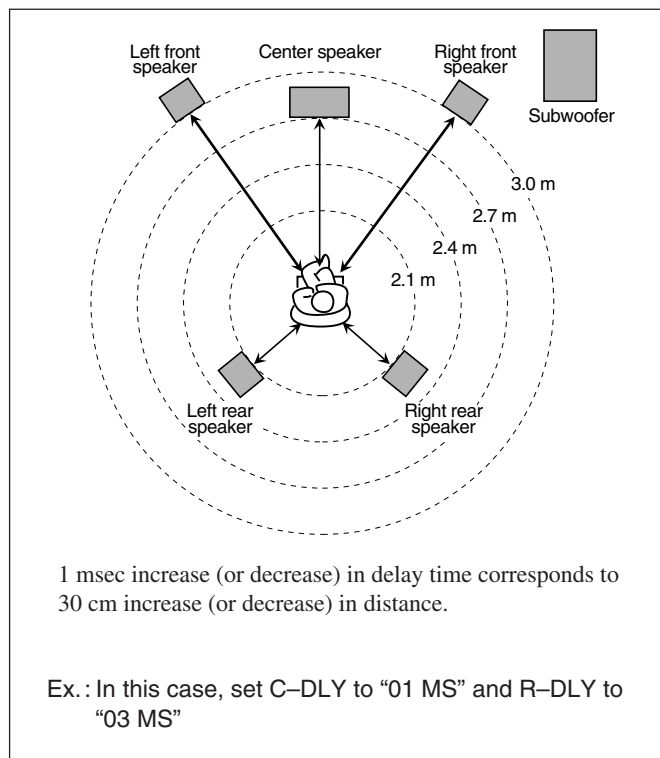 Left front
speaker
Center speaker
Right front
speaker
Subwoofer
3.0 m
2.7 m
2.4 m
2.1 m
Left rear
speaker
Right rear
speaker
1 msec increase (or decrease) in delay time corresponds to
30 cm increase (or decrease) in distance.
Ex.: In this case, set C–DLY to “01 MS” and R–DLY to
“03 MS”